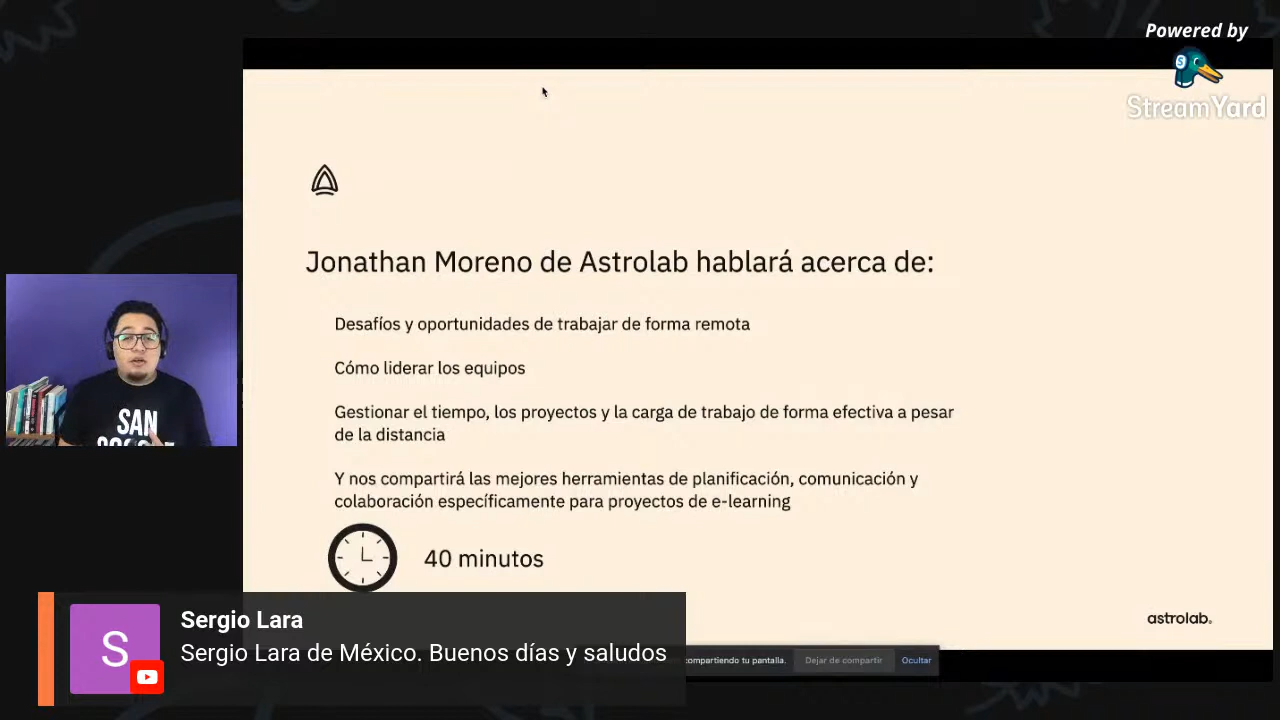 Powered by
StreamYard
Jonathan Moreno de Astrolab hablará acerca de:
Desafíos y oportunidades de trabajar de forma remota
Cómo liderar los equipos
Gestionar el tiempo, los proyectos y la carga de trabajo de forma efectiva a pesar
de la distancia
Y nos compartirá las mejores herramientas de planificación, comunicación y
colaboración específicamente para proyectos de e-learning
40 minutos
SAN
astrolab.
S
Sergio Lara
Sergio Lara de México. Buenos días y saludos
compartiendo tu pantalla.
Dejar de compartir
Ocultar